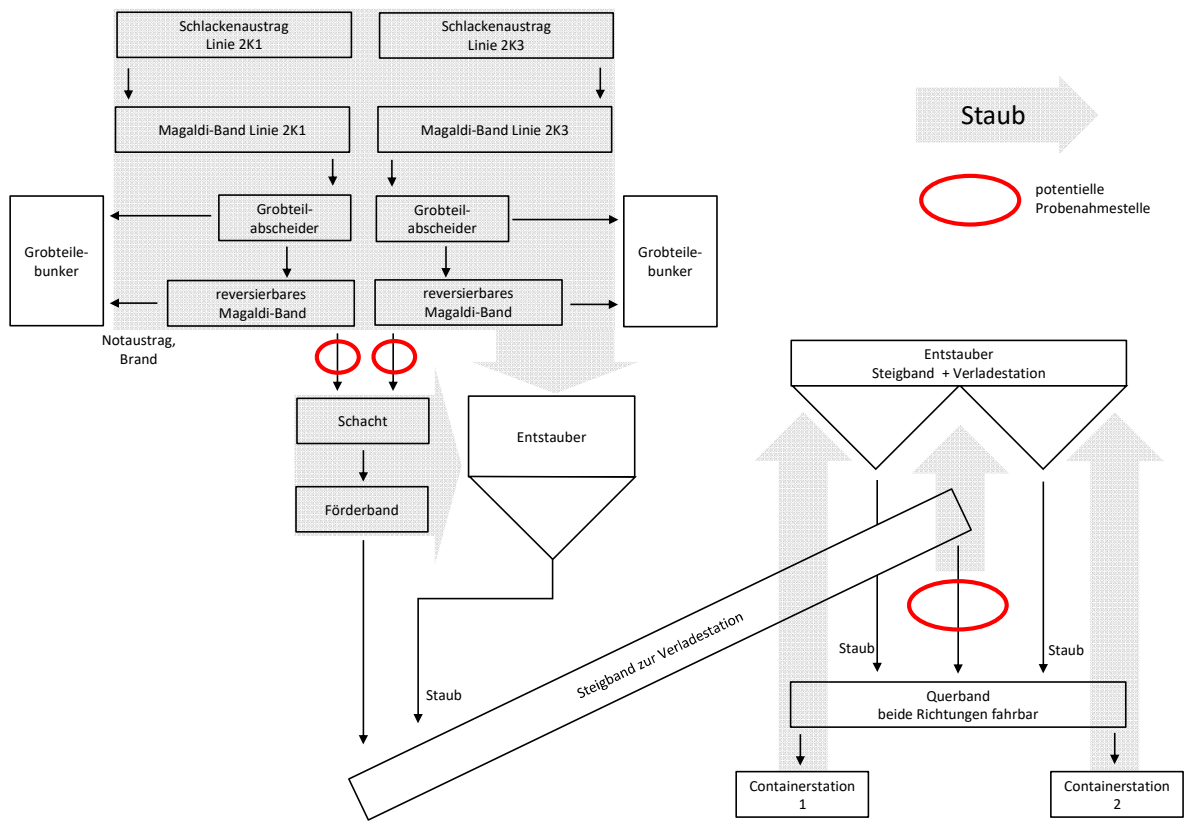 Schlackenaustrag
Linie 2K1
Schlackenaustrag
Linie 2K3
Staub
Magaldi-Band Linie 2K1
Magaldi-Band Linie 2K3
potentielle
Probenahmestelle
Grobteil-
abscheider
Grobteil-
abscheider
Grobteile-
bunker
Grobteile-
bunker
reversierbares
Magaldi-Band
reversierbares
Magaldi-Band
Notaustrag,
Brand
Entstauber
Steigband + Verladestation
Schacht
Entstauber
Förderband
Steigband zur Verladestation
Staub
Staub
Staub
Querband
beide Richtungen fahrbar
Containerstation
1
Containerstation
2